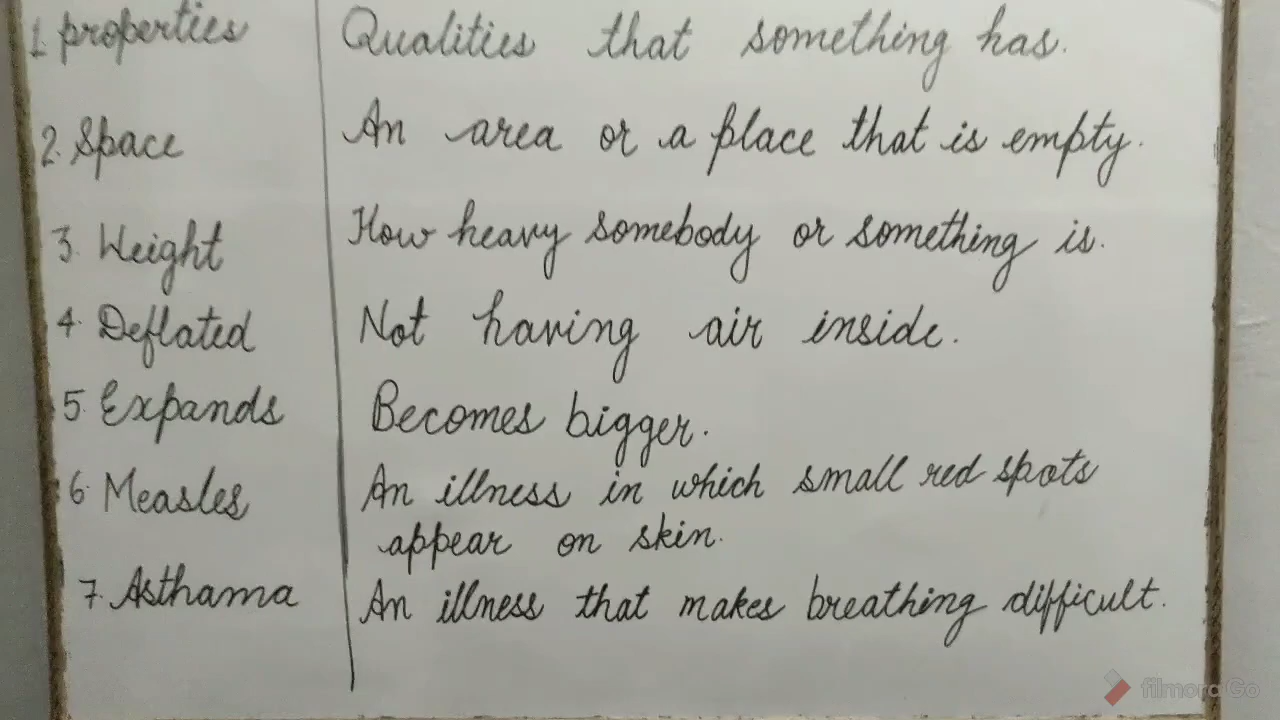 1. properties Qualities that something has.
2. Space An area or a place that is empty.
3. Weight How heavy somebody or something is.
4. Deflated Not having air inside.
5. Expands Becomes bigger.
6. Measles An illness in which small red spots
appear on skin.
7. Asthama An illness that makes breathing difficult.
filmora Go